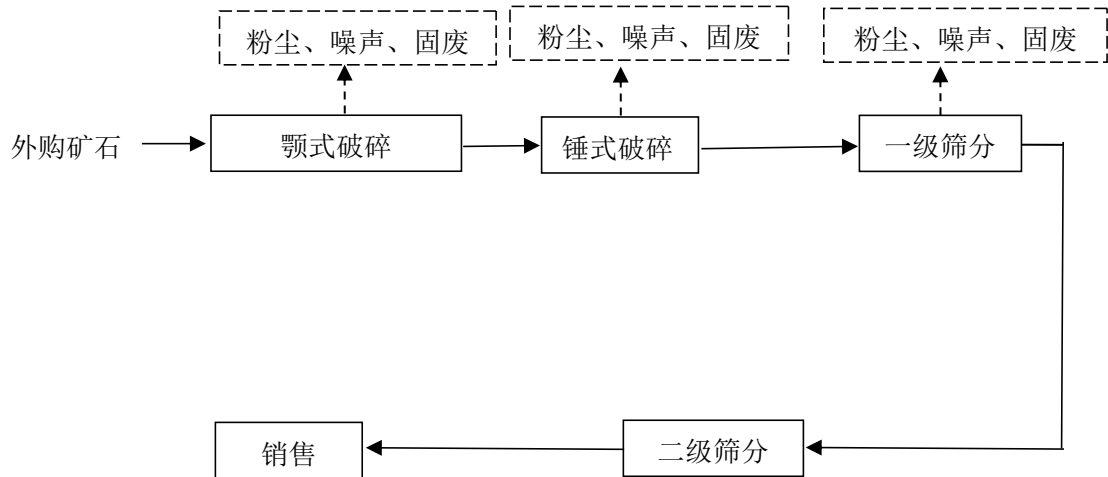 粉尘、噪声、固废
粉尘、噪声、固废
粉尘、噪声、固废
外购矿石
颚式破碎
锤式破碎
一级筛分
销售
二级筛分